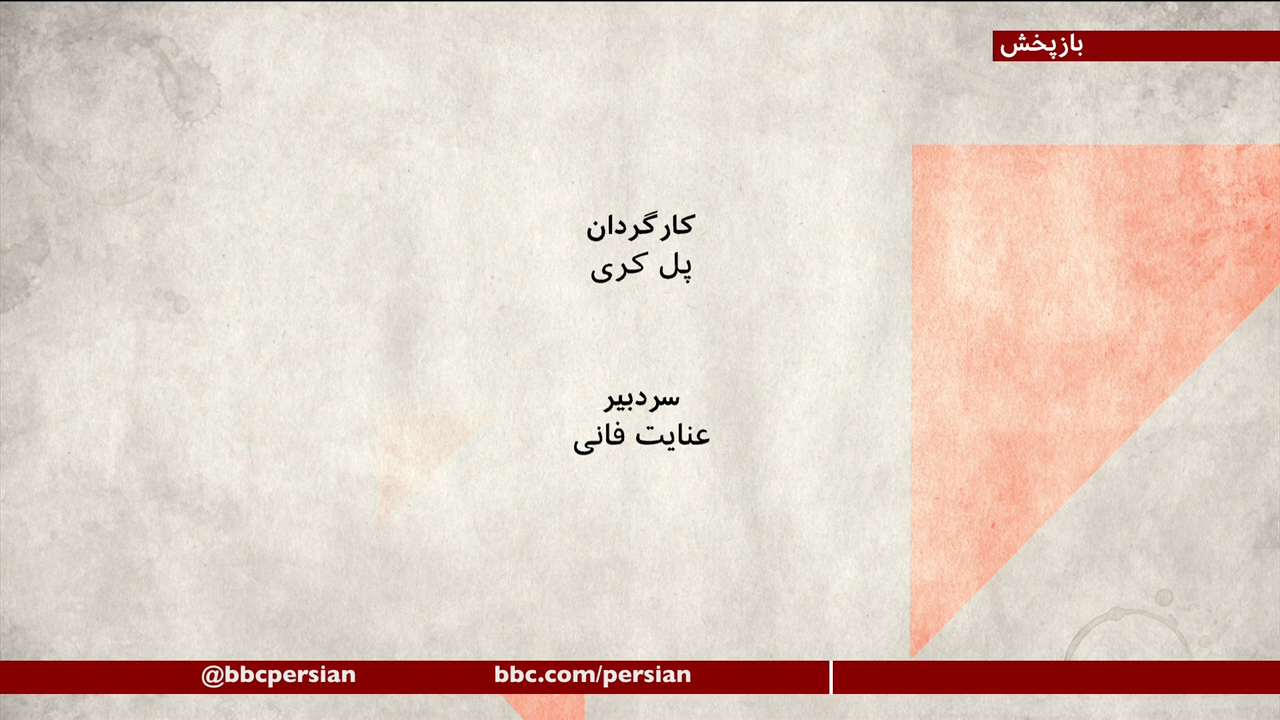 بازپخش
کارگردان
پل کری
سردبیر
عنایت فانی
@bbcpersian
bbc.com/persian